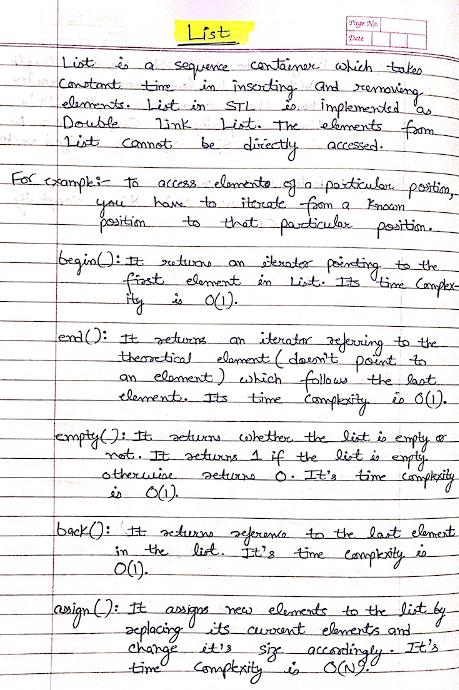 List
Page No.
Date
List is a sequence container which takes
Constant time in inserting and removing
elements. List in STL is implemented as
Double Link List. The elements from
List cannot be directly accessed.
For example:- To access elements of a particular position,
you have to iterate from a known
position to that particular position.
begin(): It returns an iterator pointing to the
first element in List. Its time Complex-
ity is O(1).
end(): It returns an iterator referring to the
theoretical element (doesn't point to
an element) which follows the last
elements. Its time Complexity is O(1).
empty(): It returns whether the list is empty or
not. It returns 1 if the list is empty
otherwise returns 0. It's time complexity
is O(1).
back(): It returns reference to the last element
in the list. It's time complexity is
O(1).
assign(): It assigns new elements to the list by
replacing its current elements and
change it's size accordingly. It's
time Complexity is O(N).